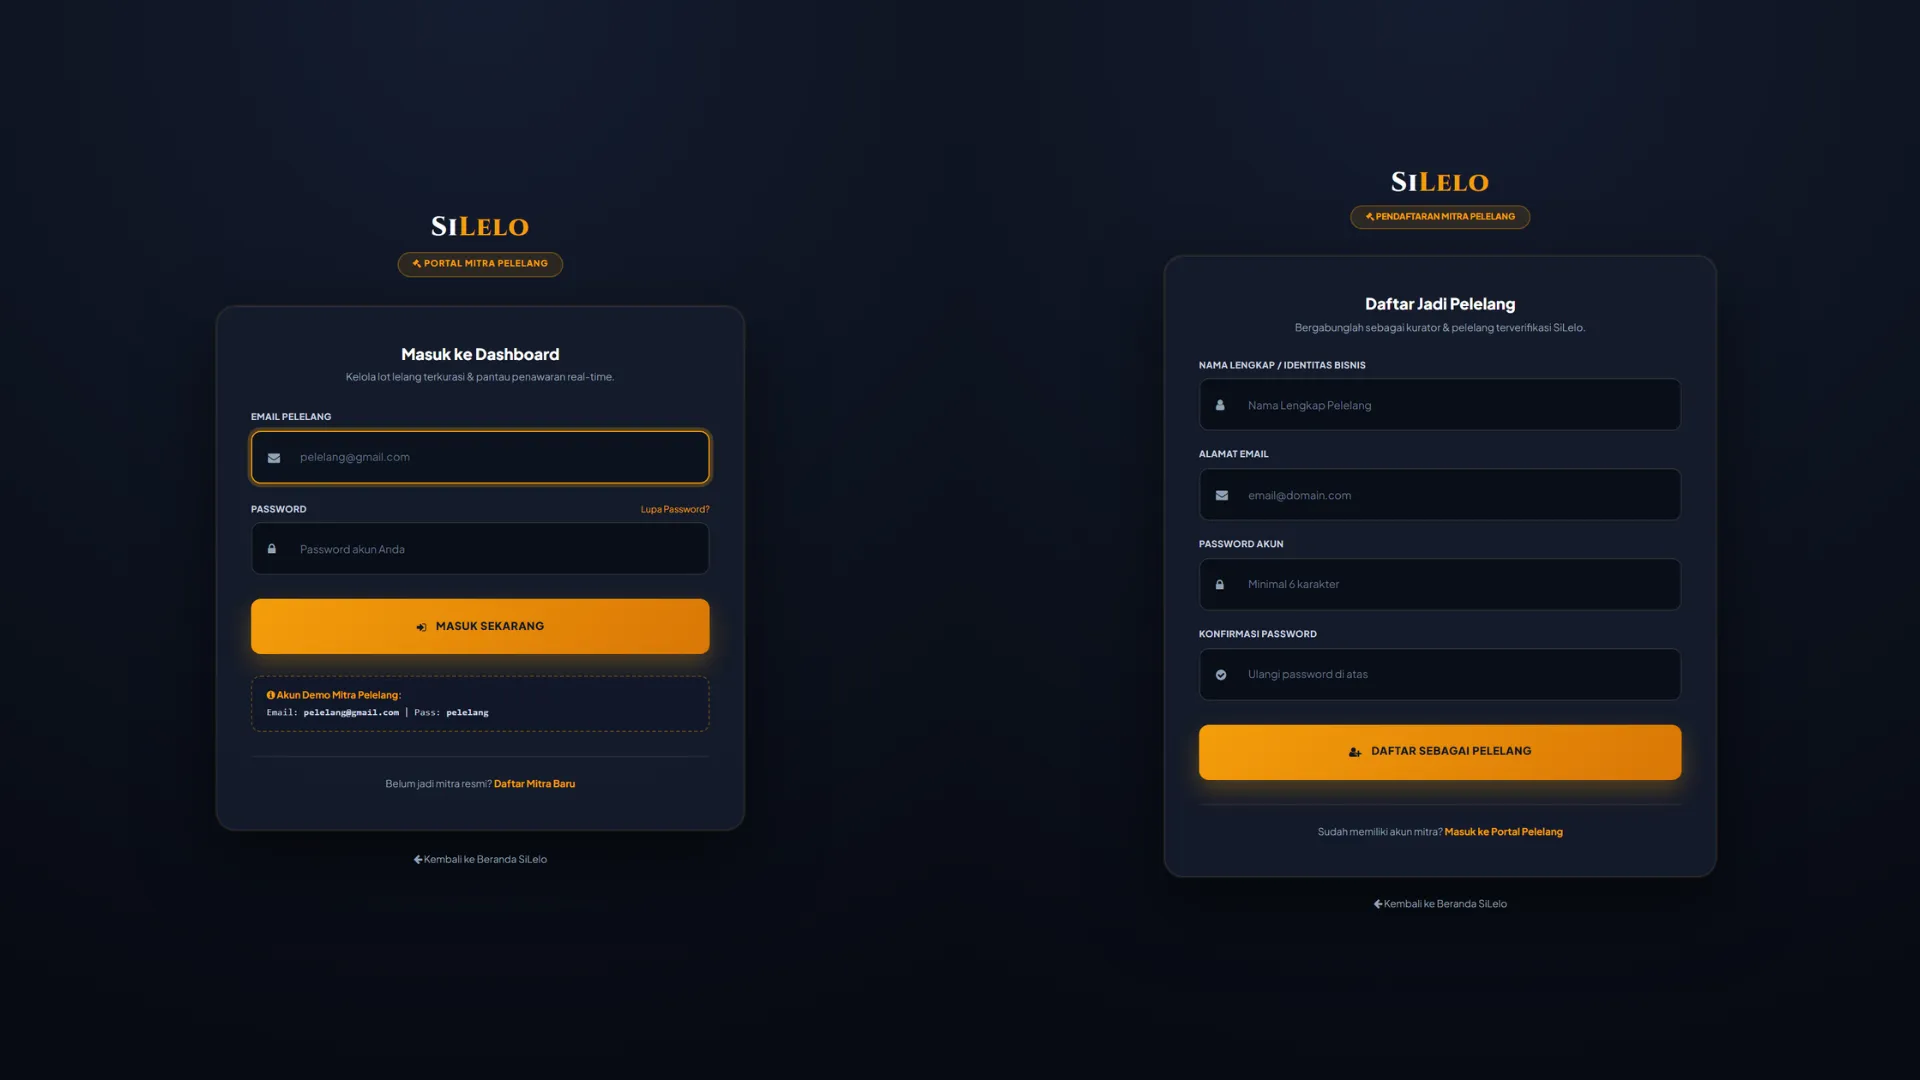 SiLelo
PORTAL MITRA PELELANG
Masuk ke Dashboard
Kelola lot lelang terkurasi & pantau penawaran real-time.
EMAIL PELELANG
pelelang@gmail.com
PASSWORD Lupa Password?
Password akun Anda
MASUK SEKARANG
Akun Demo Mitra Pelelang:
Email: pelelang@gmail.com | Pass: pelelang
Belum jadi mitra resmi? Daftar Mitra Baru
Kembali ke Beranda SiLelo
SiLelo
PENDAFTARAN MITRA PELELANG
Daftar Jadi Pelelang
Bergabunglah sebagai kurator & pelelang terverifikasi SiLelo.
NAMA LENGKAP / IDENTITAS BISNIS
Nama Lengkap Pelelang
ALAMAT EMAIL
email@domain.com
PASSWORD AKUN
Minimal 6 karakter
KONFIRMASI PASSWORD
Ulangi password di atas
DAFTAR SEBAGAI PELELANG
Sudah memiliki akun mitra? Masuk ke Portal Pelelang
Kembali ke Beranda SiLelo